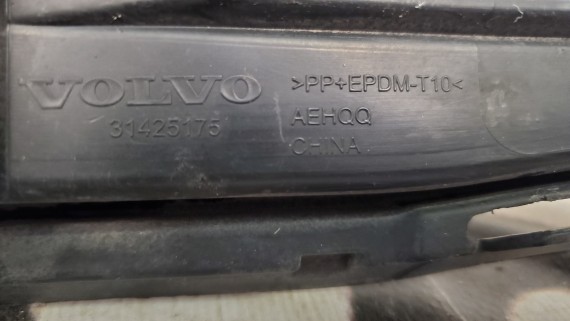 VOLVO
31425175
>PP+EPDM-T10<
AEHQQ
CHINA